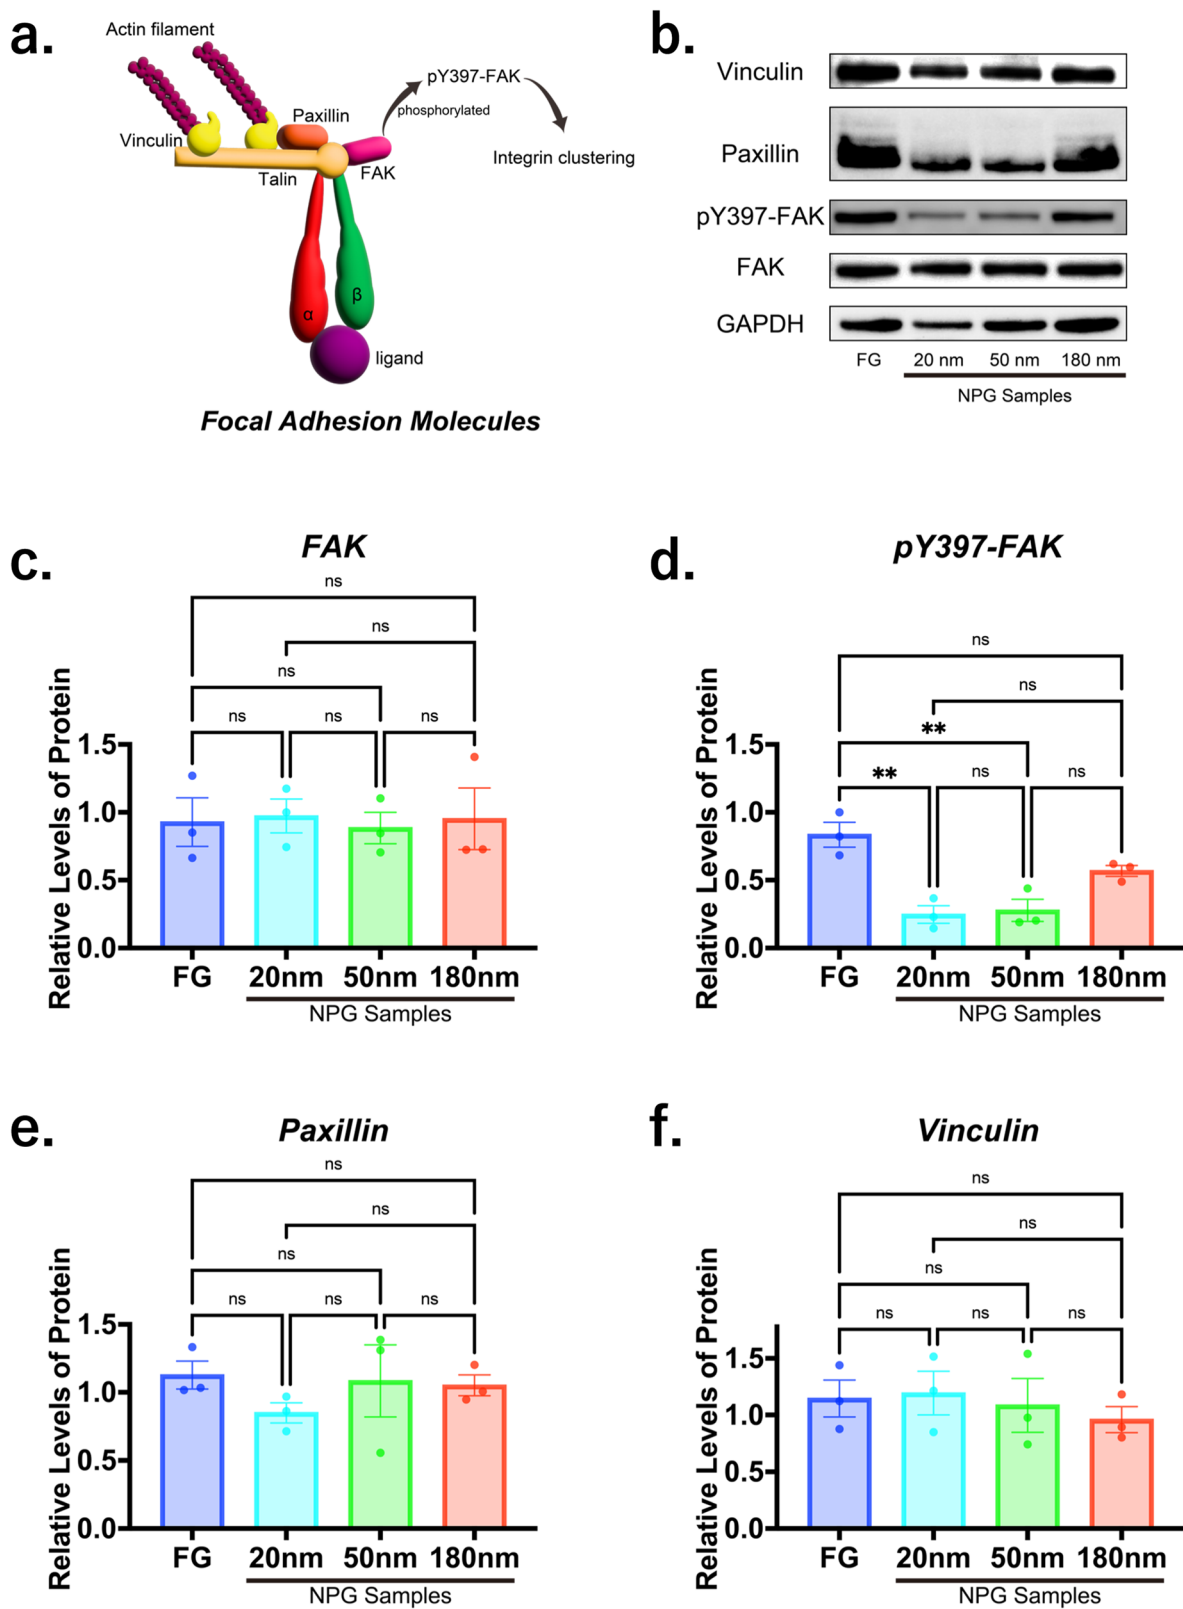 a.
Actin filament
Vinculin
Paxillin
Talin
FAK
pY397-FAK
phosphorylated
Integrin clustering
α
β
ligand
Focal Adhesion Molecules
b.
Vinculin
Paxillin
pY397-FAK
FAK
GAPDH
FG 20 nm 50 nm 180 nm
NPG Samples
c.
FAK
ns
ns
ns
ns ns ns
Relative Levels of Protein
1.5
1.0
0.5
0.0
FG 20nm 50nm 180nm
NPG Samples
d.
pY397-FAK
ns
ns
**
** ns ns
Relative Levels of Protein
1.5
1.0
0.5
0.0
FG 20nm 50nm 180nm
NPG Samples
e.
Paxillin
ns
ns
ns
ns ns ns
Relative Levels of Protein
1.5
1.0
0.5
0.0
FG 20nm 50nm 180nm
NPG Samples
f.
Vinculin
ns
ns
ns
ns ns ns
Relative Levels of Protein
1.5
1.0
0.5
0.0
FG 20nm 50nm 180nm
NPG Samples